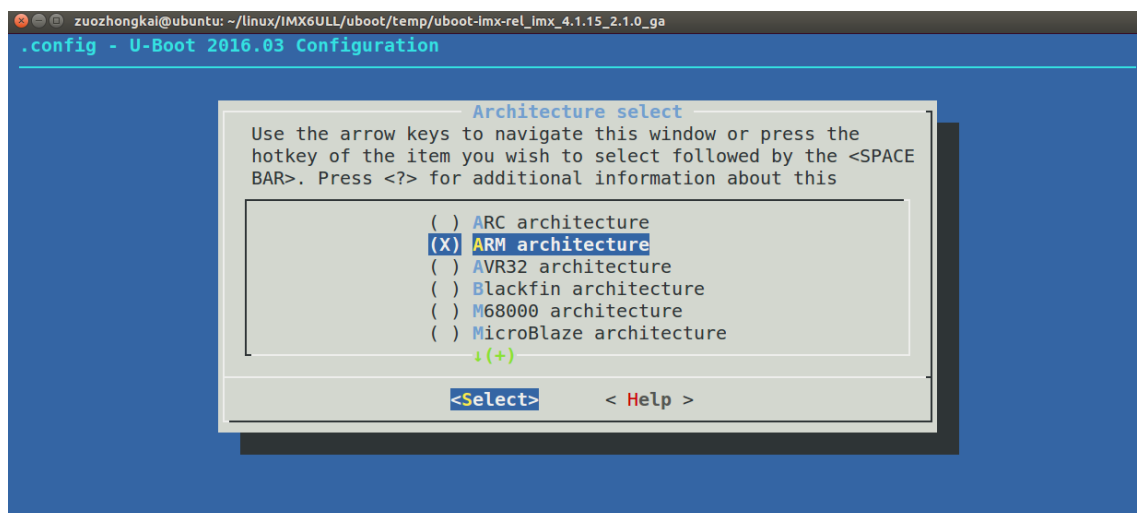 zuozhongkai@ubuntu: ~/linux/IMX6ULL/uboot/temp/uboot-imx-rel_imx_4.1.15_2.1.0_ga
.config - U-Boot 2016.03 Configuration
Architecture select
Use the arrow keys to navigate this window or press the
hotkey of the item you wish to select followed by the <SPACE
BAR>. Press <?> for additional information about this
( ) ARC architecture
(X) ARM architecture
( ) AVR32 architecture
( ) Blackfin architecture
( ) M68000 architecture
( ) MicroBlaze architecture
↓(+)
<Select> < Help >